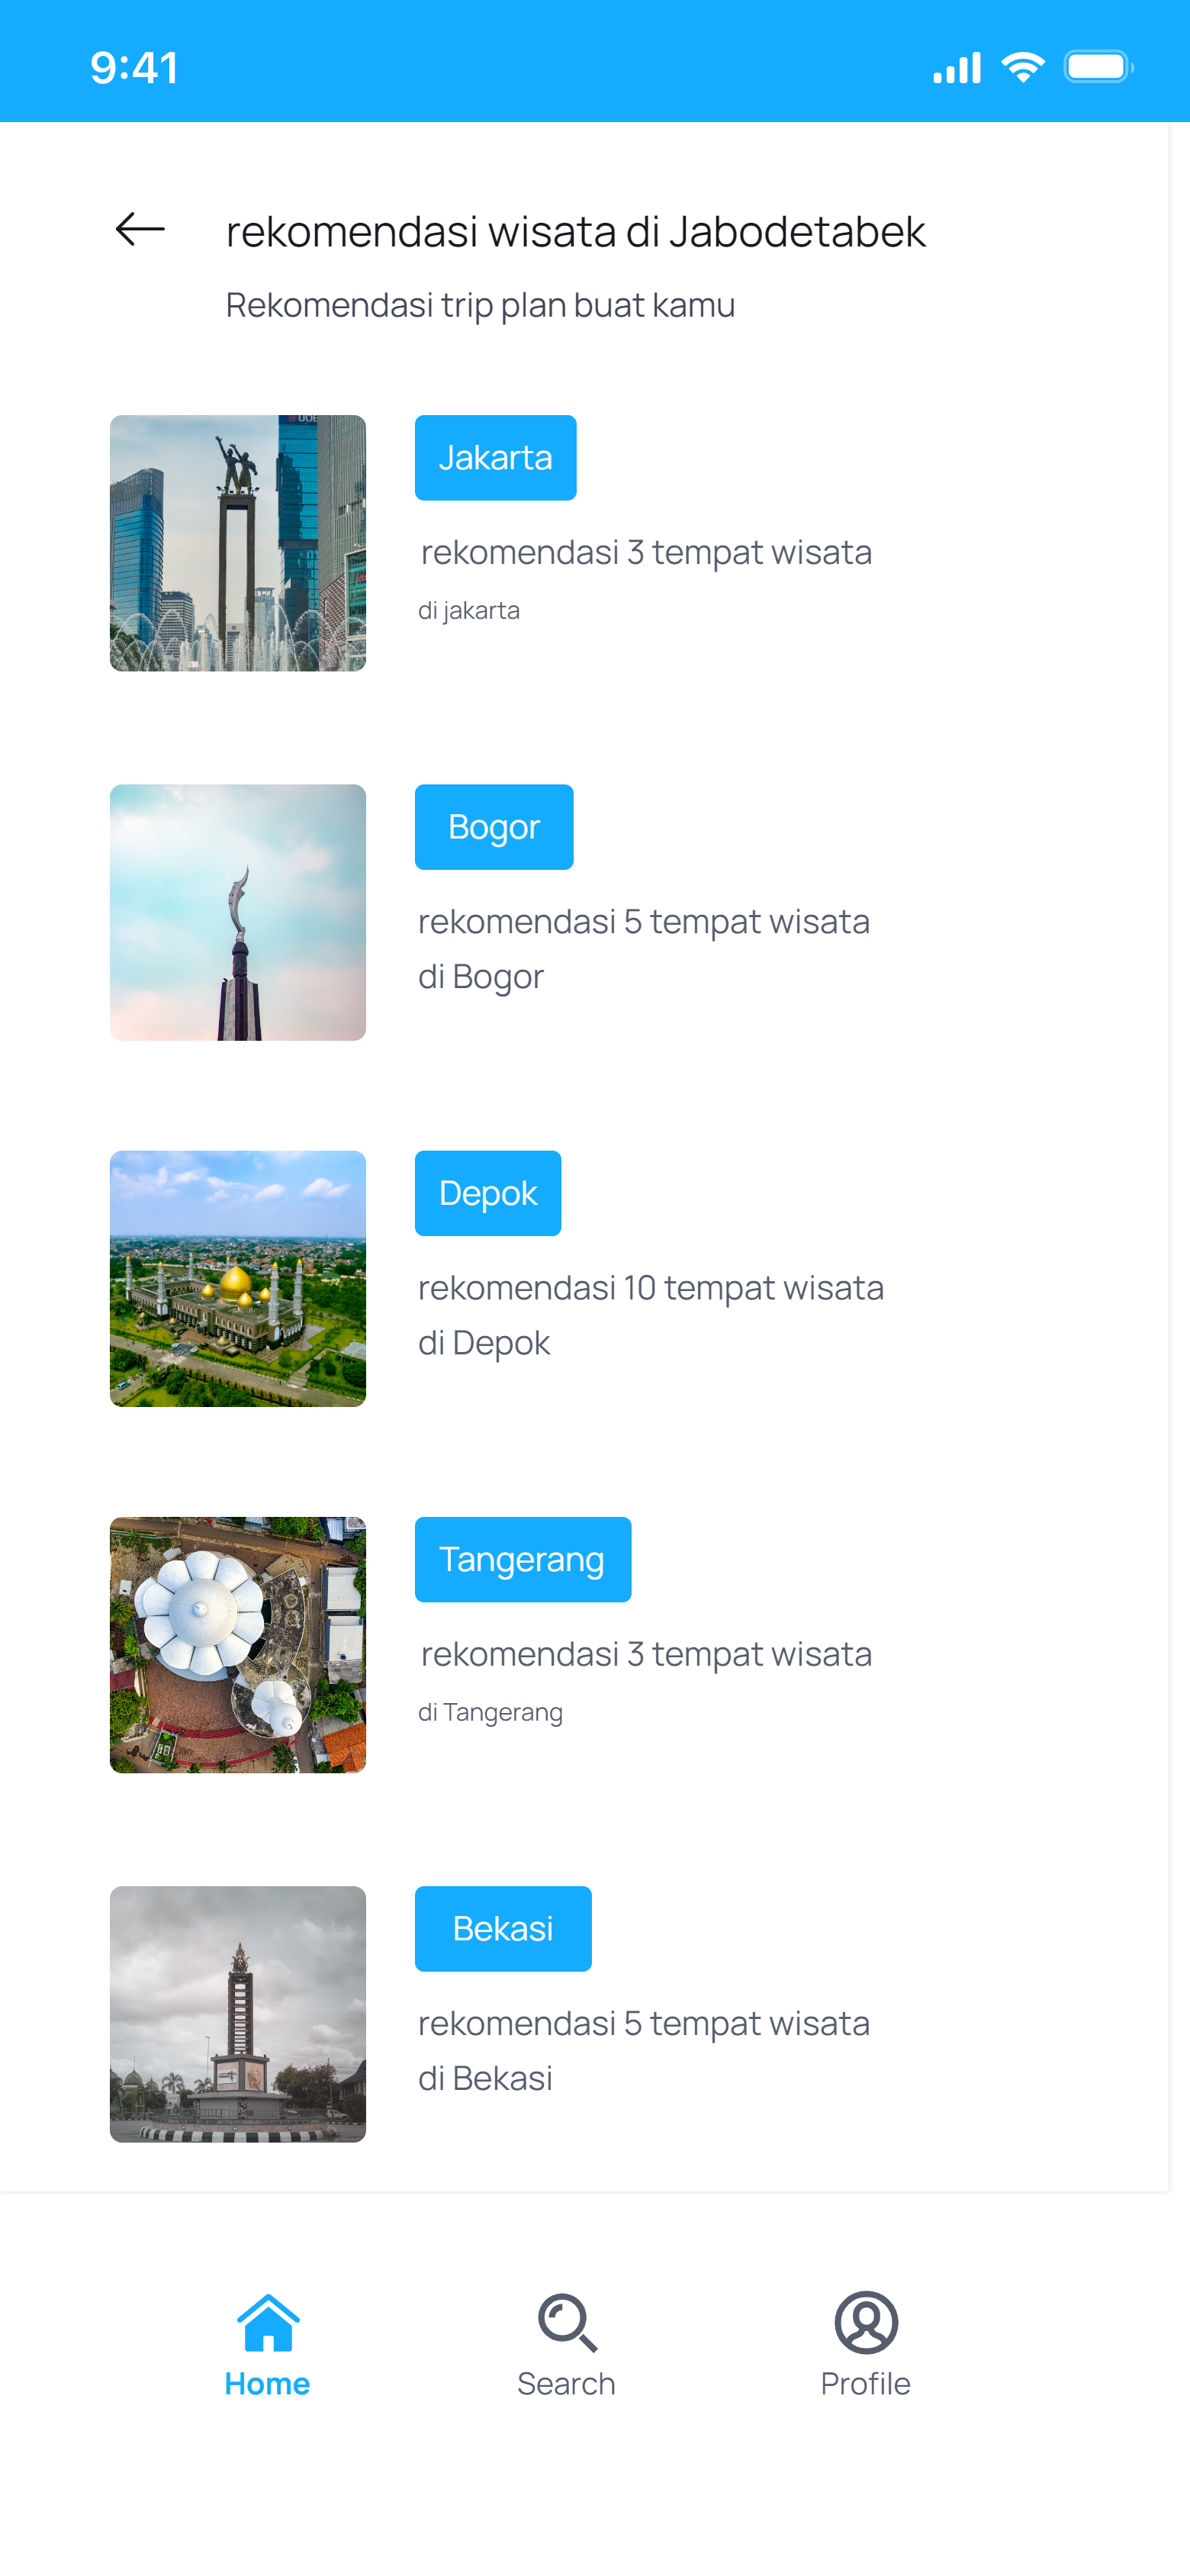 9:41
rekomendasi wisata di Jabodetabek
Rekomendasi trip plan buat kamu
Jakarta
rekomendasi 3 tempat wisata
di jakarta
Bogor
rekomendasi 5 tempat wisata
di Bogor
Depok
rekomendasi 10 tempat wisata
di Depok
Tangerang
rekomendasi 3 tempat wisata
di Tangerang
Bekasi
rekomendasi 5 tempat wisata
di Bekasi
Home
Search
Profile